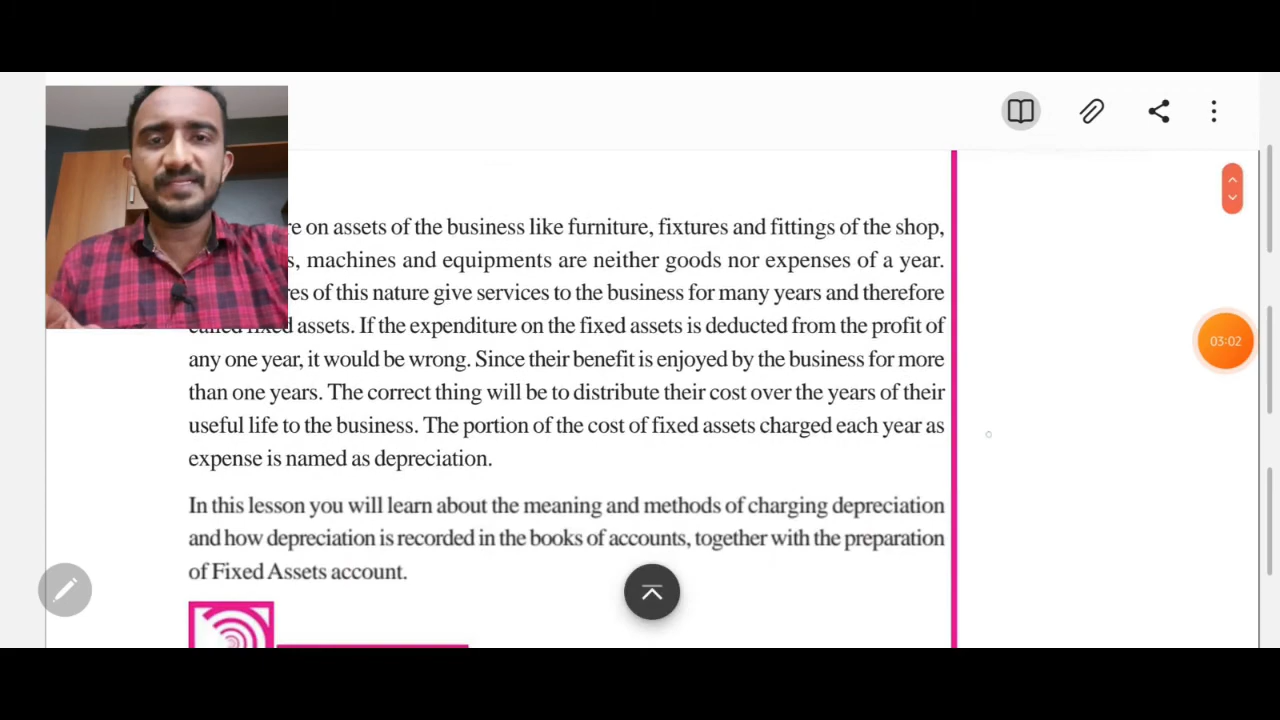 re on assets of the business like furniture, fixtures and fittings of the shop,
s, machines and equipments are neither goods nor expenses of a year.
res of this nature give services to the business for many years and therefore
called fixed assets. If the expenditure on the fixed assets is deducted from the profit of
any one year, it would be wrong. Since their benefit is enjoyed by the business for more
than one years. The correct thing will be to distribute their cost over the years of their
useful life to the business. The portion of the cost of fixed assets charged each year as
expense is named as depreciation.
In this lesson you will learn about the meaning and methods of charging depreciation
and how depreciation is recorded in the books of accounts, together with the preparation
of Fixed Assets account.
03:02